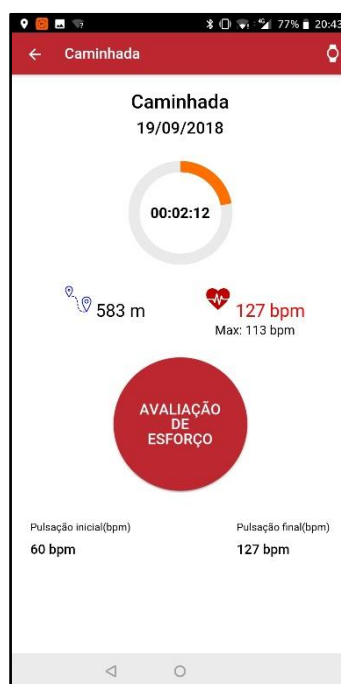 77% 20:43
Caminhada
Caminhada
19/09/2018
00:02:12
583 m
127 bpm
Max: 113 bpm
AVALIAÇÃO
DE
ESFORÇO
Pulsação inicial(bpm)
Pulsação final(bpm)
60 bpm
127 bpm